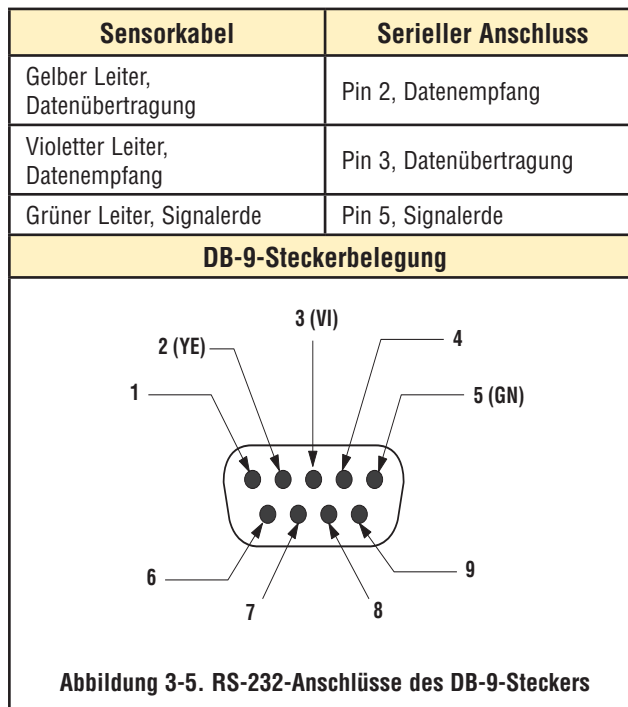 Sensorkabel
Serieller Anschluss
Gelber Leiter,
Datenübertragung
Pin 2, Datenempfang
Violetter Leiter,
Datenempfang
Pin 3, Datenübertragung
Grüner Leiter, Signalerde
Pin 5, Signalerde
DB-9-Steckerbelegung
3 (VI)
2 (YE)
4
1
5 (GN)
6
9
7
8
Abbildung 3-5. RS-232-Anschlüsse des DB-9-Steckers